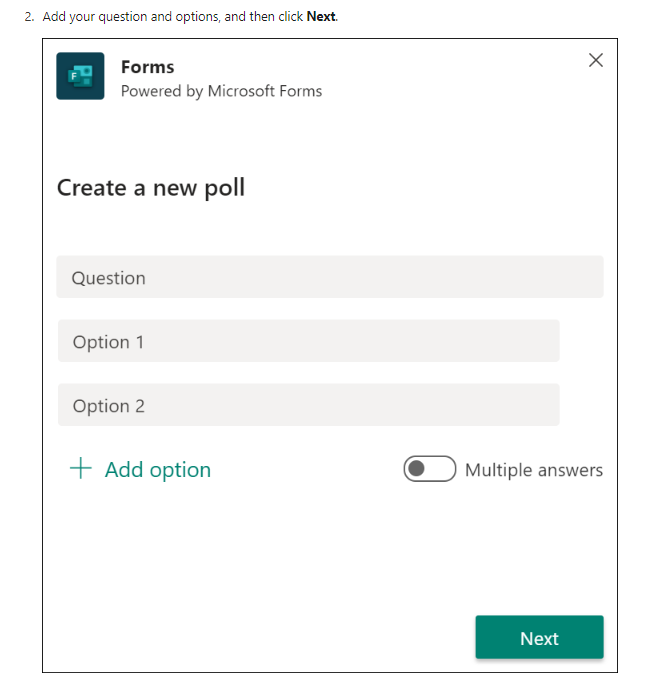 2. Add your question and options, and then click Next.
F
Forms
Powered by Microsoft Forms
Create a new poll
Question
Option 1
Option 2
+ Add option
Multiple answers
Next